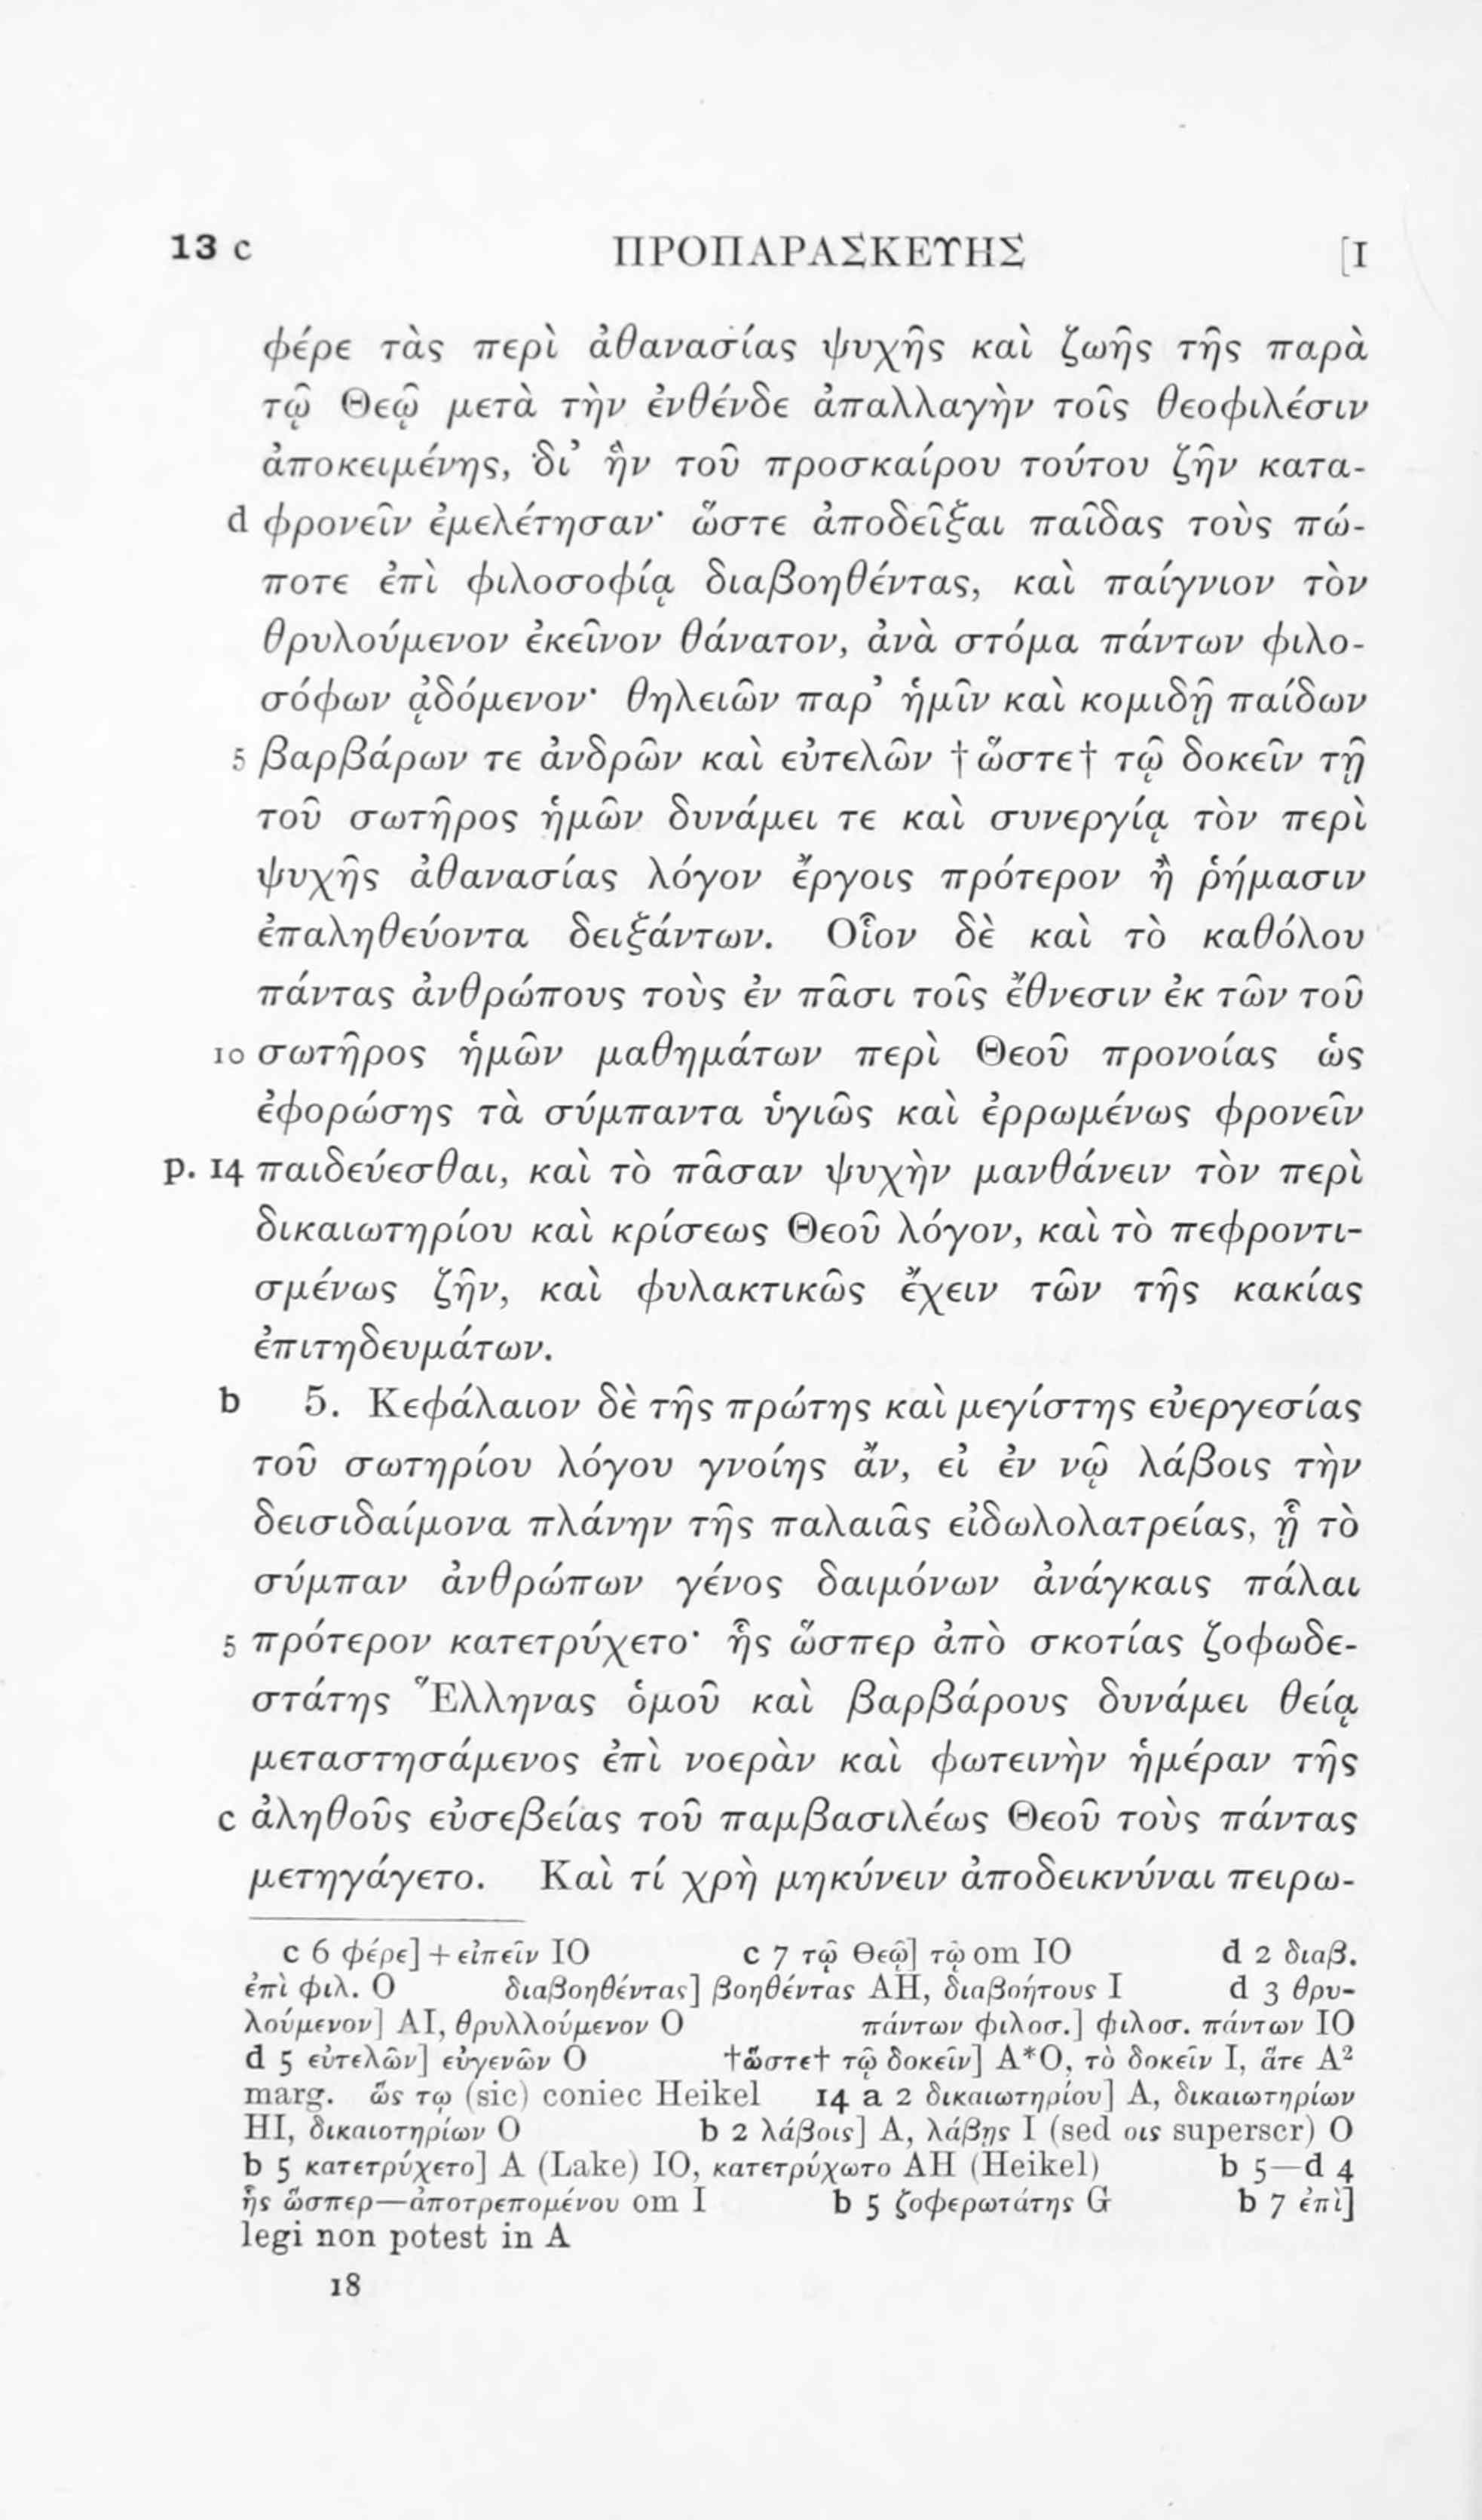 13 c ΠΡΟΠΑΡΑΣΚΕΥΗΣ [I
φέρε τὰς περὶ ἀθανασίας ψυχῆς καὶ ζωῆς τῆς παρὰ
τῷ Θεῷ μετὰ τὴν ἐνθένδε ἀπαλλαγὴν τοῖς θεοφιλέσιν
ἀποκειμένης, δι’ ἣν τοῦ προσκαίρου τούτου ζῆν κατα-
d φρονεῖν ἐμελέτησαν· ὥστε ἀποδεῖξαι παῖδας τοὺς πώ-
ποτε ἐπὶ φιλοσοφίᾳ διαβοηθέντας, καὶ παίγνιον τὸν
θρυλούμενον ἐκεῖνον θάνατον, ἀνὰ στόμα πάντων φιλο-
σόφων ᾀδόμενον· θηλειῶν παρ’ ἡμῖν καὶ κομιδῇ παίδων
5 βαρβάρων τε ἀνδρῶν καὶ εὐτελῶν †ὥστε† τῷ δοκεῖν τῇ
τοῦ σωτῆρος ἡμῶν δυνάμει τε καὶ συνεργίᾳ τὸν περὶ
ψυχῆς ἀθανασίας λόγον ἔργοις πρότερον ἢ ῥήμασιν
ἐπαληθεύοντα δειξάντων. Οἷον δὲ καὶ τὸ καθόλου
πάντας ἀνθρώπους τοὺς ἐν πᾶσι τοῖς ἔθνεσιν ἐκ τῶν τοῦ
10 σωτῆρος ἡμῶν μαθημάτων περὶ Θεοῦ προνοίας ὡς
ἐφορώσης τὰ σύμπαντα ὑγιῶς καὶ ἐρρωμένως φρονεῖν
p. 14 παιδεύεσθαι, καὶ τὸ πᾶσαν ψυχὴν μανθάνειν τὸν περὶ
δικαιωτηρίου καὶ κρίσεως Θεοῦ λόγον, καὶ τὸ πεφροντι-
σμένως ζῆν, καὶ φυλακτικῶς ἔχειν τῶν τῆς κακίας
ἐπιτηδευμάτων.
b 5. Κεφάλαιον δὲ τῆς πρώτης καὶ μεγίστης εὐεργεσίας
τοῦ σωτηρίου λόγου γνοίης ἄν, εἰ ἐν νῷ λάβοις τὴν
δεισιδαίμονα πλάνην τῆς παλαιᾶς εἰδωλολατρείας, ᾗ τὸ
σύμπαν ἀνθρώπων γένος δαιμόνων ἀνάγκαις πάλαι
5 πρότερον κατετρύχετο· ἧς ὥσπερ ἀπὸ σκοτίας ζοφωδε-
στάτης Ἕλληνας ὁμοῦ καὶ βαρβάρους δυνάμει θείᾳ
μεταστησάμενος ἐπὶ νοερὰν καὶ φωτεινὴν ἡμέραν τῆς
c ἀληθοῦς εὐσεβείας τοῦ παμβασιλέως Θεοῦ τοὺς πάντας
μετηγάγετο. Καὶ τί χρὴ μηκύνειν ἀποδεικνύναι πειρω-
c 6 φέρε] + εἰπεῖν IO c 7 τῷ Θεῷ] τῷ om IO d 2 διαβ.
ἐπὶ φιλ. O διαβοηθέντας] βοηθέντας AH, διαβοήτους I d 3 θρυ-
λούμενον] AI, θρυλλούμενον O πάντων φιλοσ.] φιλοσ. πάντων IO
d 5 εὐτελῶν] εὐγενῶν O †ὥστε† τῷ δοκεῖν] A*O, τὸ δοκεῖν I, ἅτε A²
marg. ὥς τῳ (sic) coniec Heikel 14 a 2 δικαιωτηρίου] A, δικαιωτηρίων
HI, δικαιοτηρίων O b 2 λάβοις] A, λάβῃς I (sed οις superscr) O
b 5 κατετρύχετο] A (Lake) IO, κατετρύχωτο AH (Heikel) b 5—d 4
ἧς ὥσπερ—ἀποτρεπομένου om I b 5 ζοφερωτάτης G b 7 ἐπὶ]
legi non potest in A
18